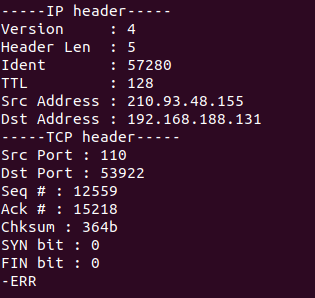 -----IP header-----
Version     : 4
Header Len  : 5
Ident       : 57280
TTL         : 128
Src Address : 210.93.48.155
Dst Address : 192.168.188.131
-----TCP header-----
Src Port : 110
Dst Port : 53922
Seq # : 12559
Ack # : 15218
Chksum : 364b
SYN bit : 0
FIN bit : 0
-ERR